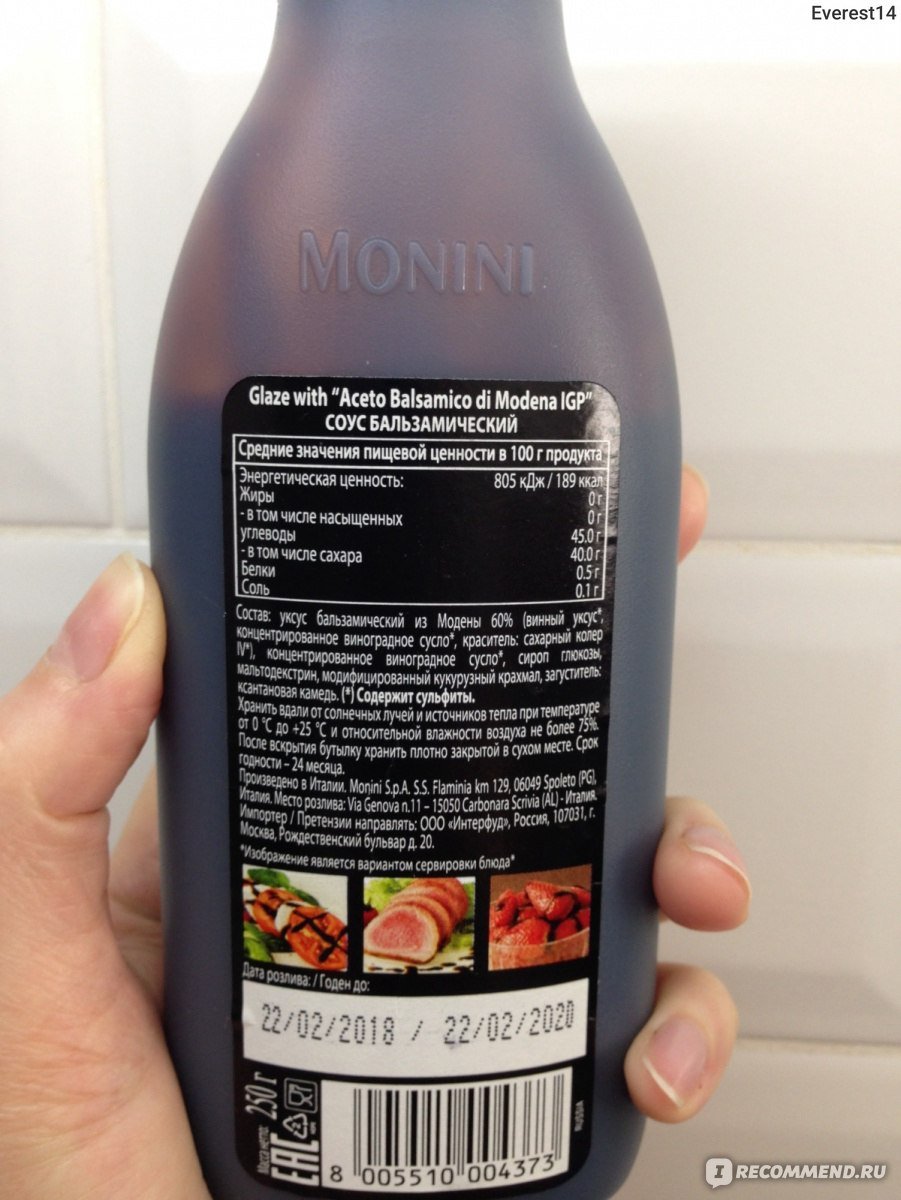 Everest14
MONINI
Glaze with "Aceto Balsamico di Modena IGP"
СОУС БАЛЬЗАМИЧЕСКИЙ
Средние значения пищевой ценности в 100 г продукта
Энергетическая ценность: 805 кДж / 189 ккал
Жиры 0 г
- в том числе насыщенных 0 г
углеводы 45.0 г
- в том числе сахара 40.0 г
Белки 0.5 г
Соль 0.1 г
Состав: уксус бальзамический из Модены 60% (винный уксус*,
концентрированное виноградное сусло*, краситель: сахарный колер
IV*), концентрированное виноградное сусло*, сироп глюкозы,
мальтодекстрин, модифицированный кукурузный крахмал, загуститель:
ксантановая камедь. (*) Содержит сульфиты.
Хранить вдали от солнечных лучей и источников тепла при температуре
от 0 °С до +25 °С и относительной влажности воздуха не более 75%.
После вскрытия бутылку хранить плотно закрытой в сухом месте. Срок
годности – 24 месяца.
Произведено в Италии. Monini S.p.A. S.S. Flaminia km 129, 06049 Spoleto (PG),
Италия. Место розлива: Via Genova n.11 – 15050 Carbonara Scrivia (AL) - Италия.
Импортер / Претензии направлять: ООО «Интерфуд», Россия, 107031, г.
Москва, Рождественский бульвар д. 20.
*Изображение является вариантом сервировки блюда*
Дата розлива: / Годен до:
22/02/2018 / 22/02/2020
Масса нетто: 250 г
EAC
RUSSIA
8 005510 004373
IRECOMMEND.RU